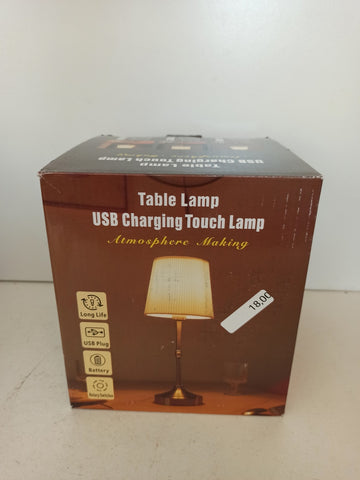 Table Lamp
USB Charging Touch Lamp
Table Lamp
USB Charging Touch Lamp
Atmosphere Making
Long Life
USB Plug
Battery
Rotary Switches
18,00